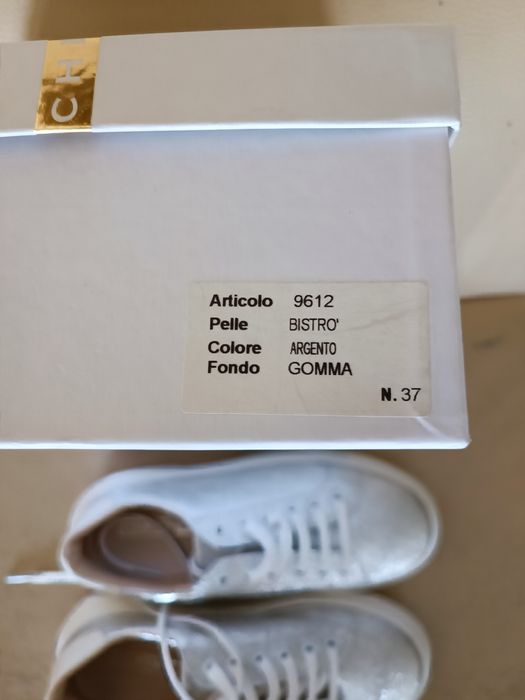 CH
Articolo 9612
Pelle BISTRO'
Colore ARGENTO
Fondo GOMMA
N. 37